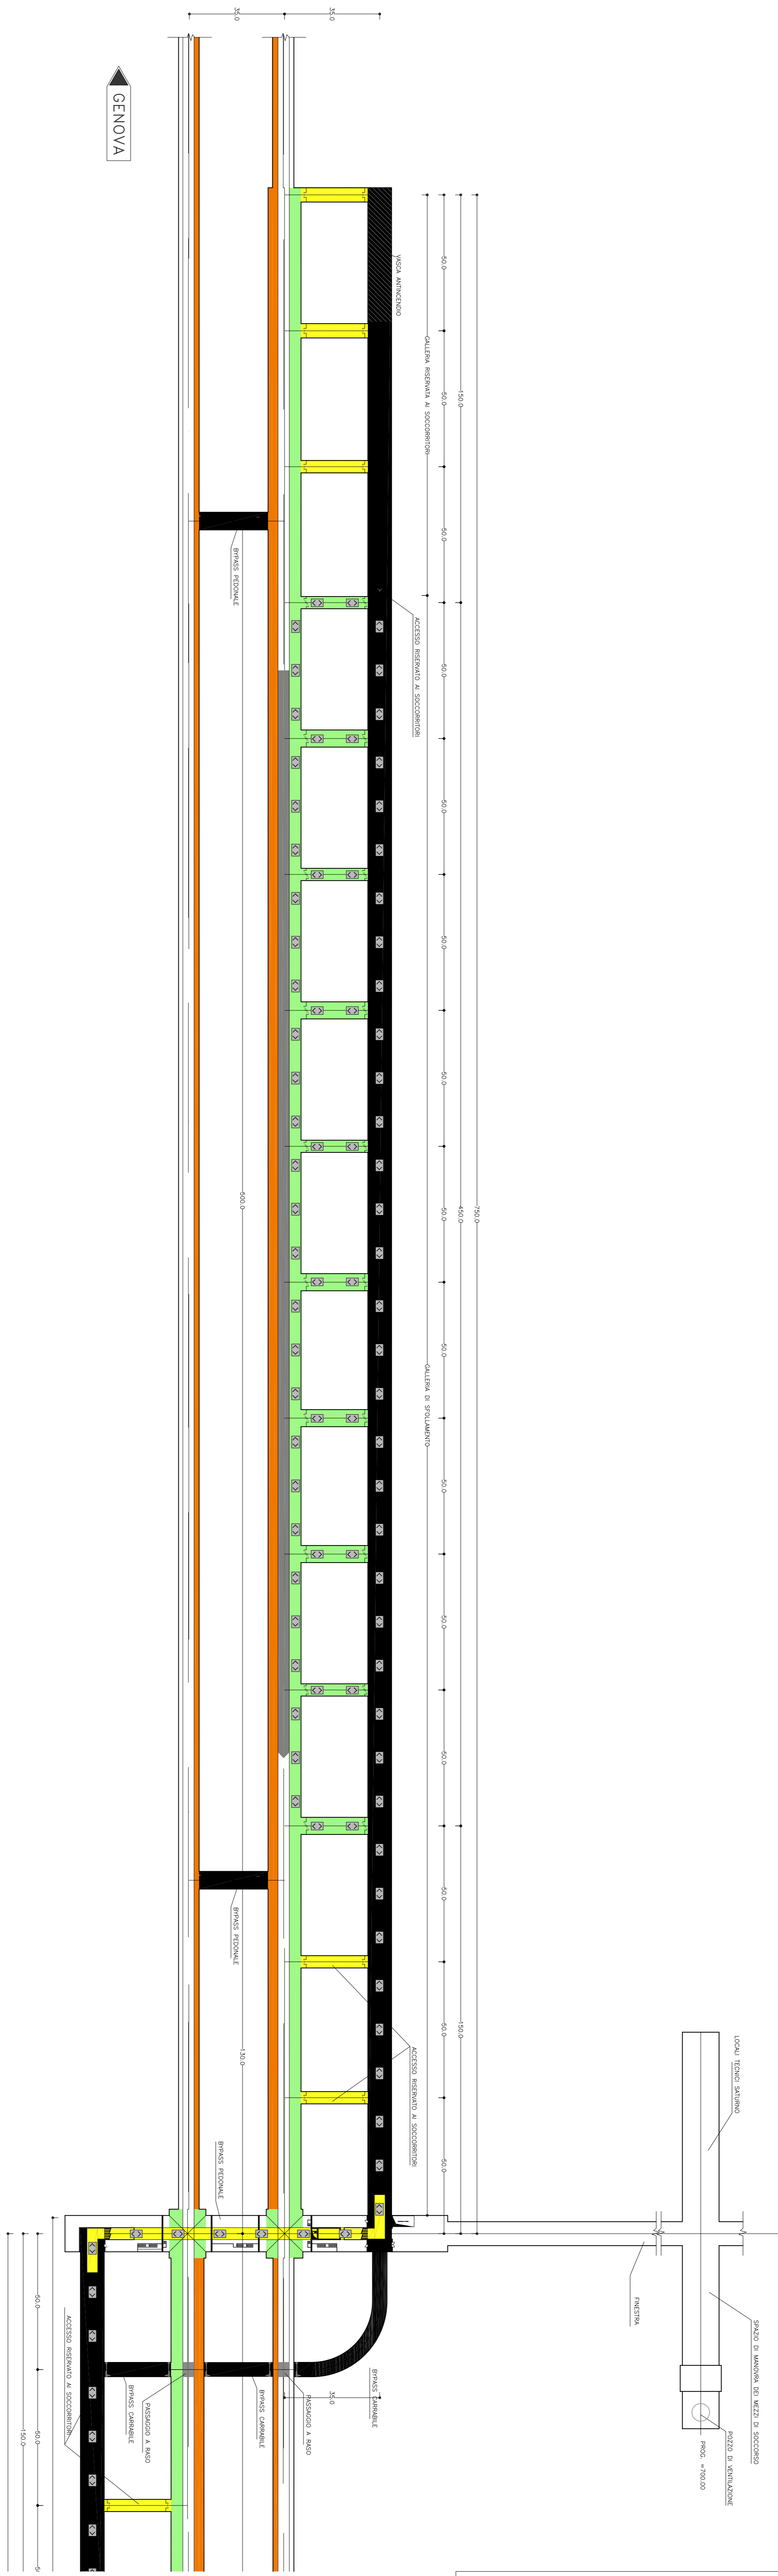 35.0
35.0
GENOVA
VASCA ANTINCENDIO
50.0
GALLERIA RISERVATA AI SOCCORRITORI
50.0
150.0
50.0
BYPASS PEDONALE
ACCESSO RISERVATO AI SOCCORRITORI
50.0
50.0
50.0
50.0
500.0
50.0
450.0
750.0
50.0
GALLERIA DI SFOLLAMENTO
50.0
50.0
50.0
BYPASS PEDONALE
50.0
130.0
50.0
150.0
ACCESSO RISERVATO AI SOCCORRITORI
50.0
LOCALI TECNICI SATURNO
BYPASS PEDONALE
FINESTRA
SPAZIO DI MANOVRA DEI MEZZI DI SOCCORSO
POZZO DI VENTILAZIONE
PROG. =700.00
50.0
ACCESSO RISERVATO AI SOCCORRITORI
BYPASS CARRABILE
PASSAGGIO A RASO
BYPASS CARRABILE
PASSAGGIO A RASO
35.0
BYPASS CARRABILE
50.0
150.0